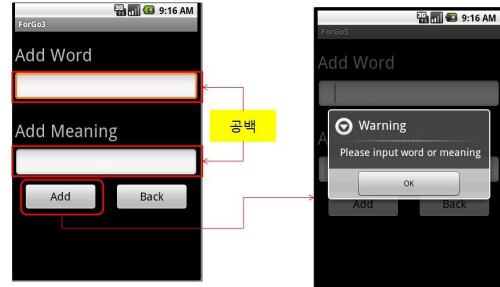 9:16 AM
ForGo3
Add Word
Add Meaning
Add
Back
공백
9:16 AM
ForGo3
Add Word
A
Warning
Please input word or meaning
OK
Add
Back